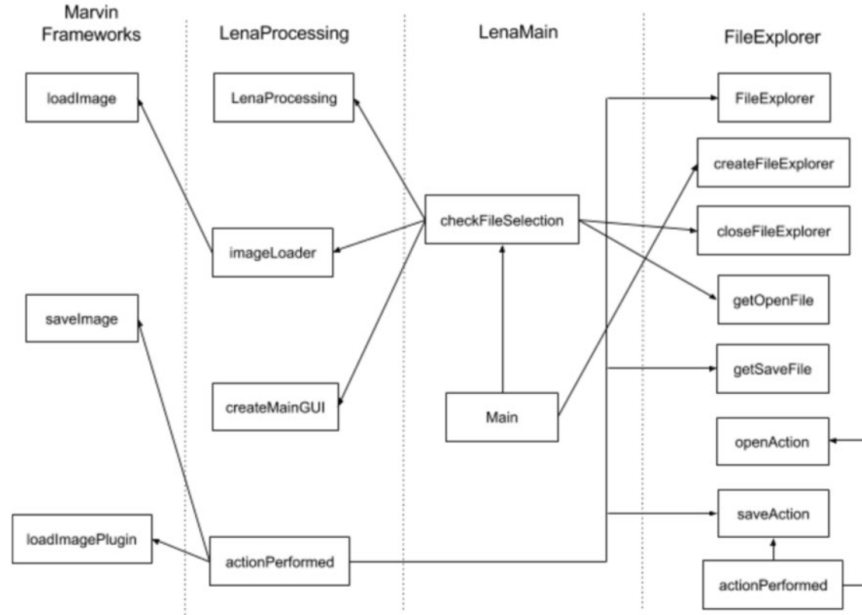 Marvin
Frameworks
LenaProcessing
LenaMain
FileExplorer
loadImage
LenaProcessing
FileExplorer
createFileExplorer
checkFileSelection
closeFileExplorer
imageLoader
getOpenFile
saveImage
getSaveFile
createMainGUI
Main
openAction
saveAction
loadImagePlugin
actionPerformed
actionPerformed